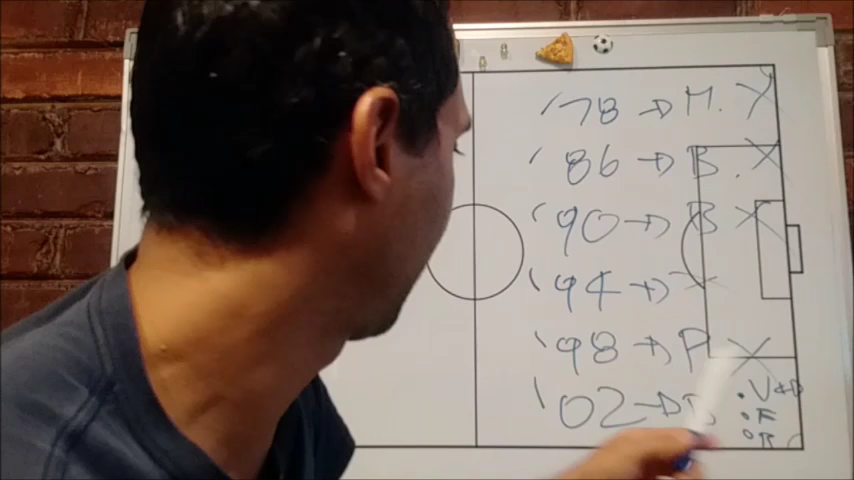 '78 → M. X
'86 → B. X
'90 → B X
'94 →
'98 → P X
'02 →
• F